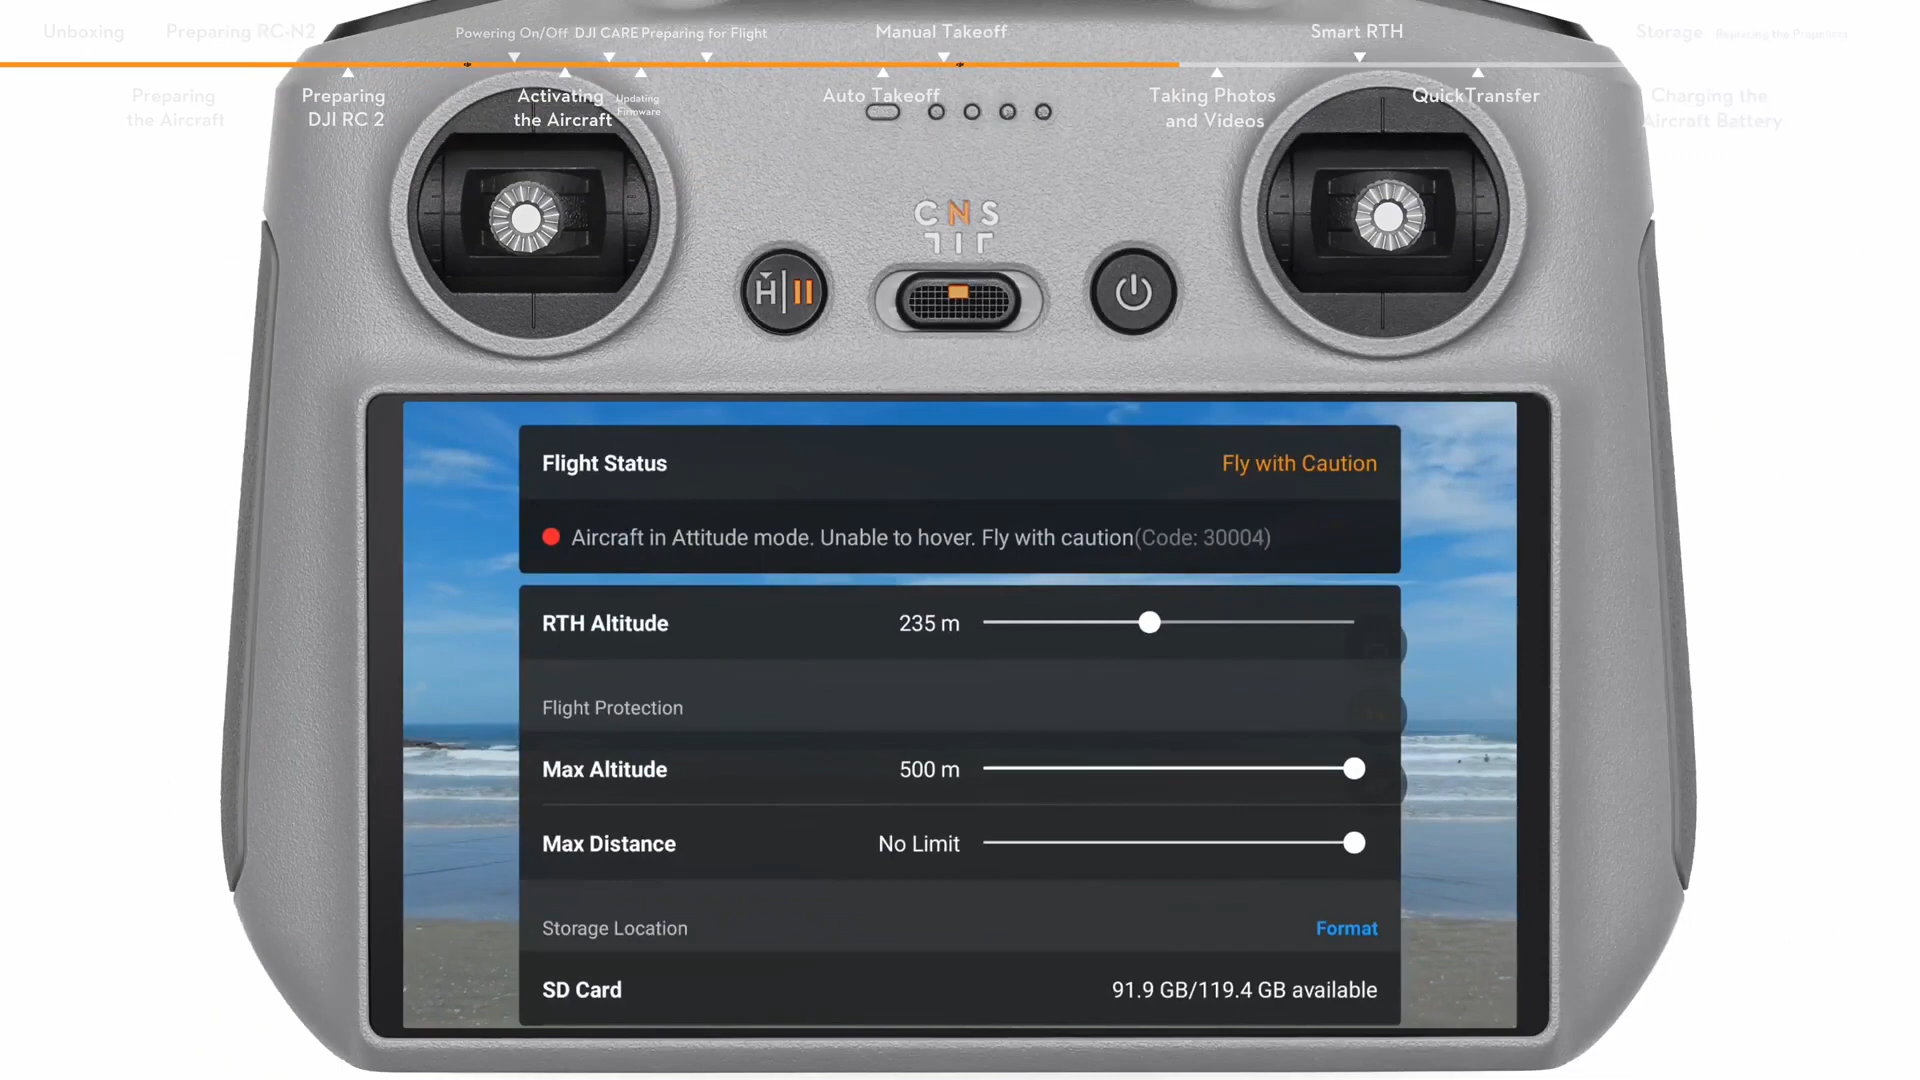 Unboxing
Preparing RC-N2
Powering On/Off
DJI CARE
Preparing for Flight
Manual Takeoff
Smart RTH
Storage
Replacing the Propellers
Preparing
the Aircraft
Preparing
DJI RC 2
Activating
the Aircraft
Updating
Firmware
Auto Takeoff
Taking Photos
and Videos
QuickTransfer
Charging the
Aircraft Battery
C N S
H
Flight Status
Fly with Caution
Aircraft in Attitude mode. Unable to hover. Fly with caution(Code: 30004)
RTH Altitude
235 m
Flight Protection
Max Altitude
500 m
Max Distance
No Limit
Storage Location
Format
SD Card
91.9 GB/119.4 GB available